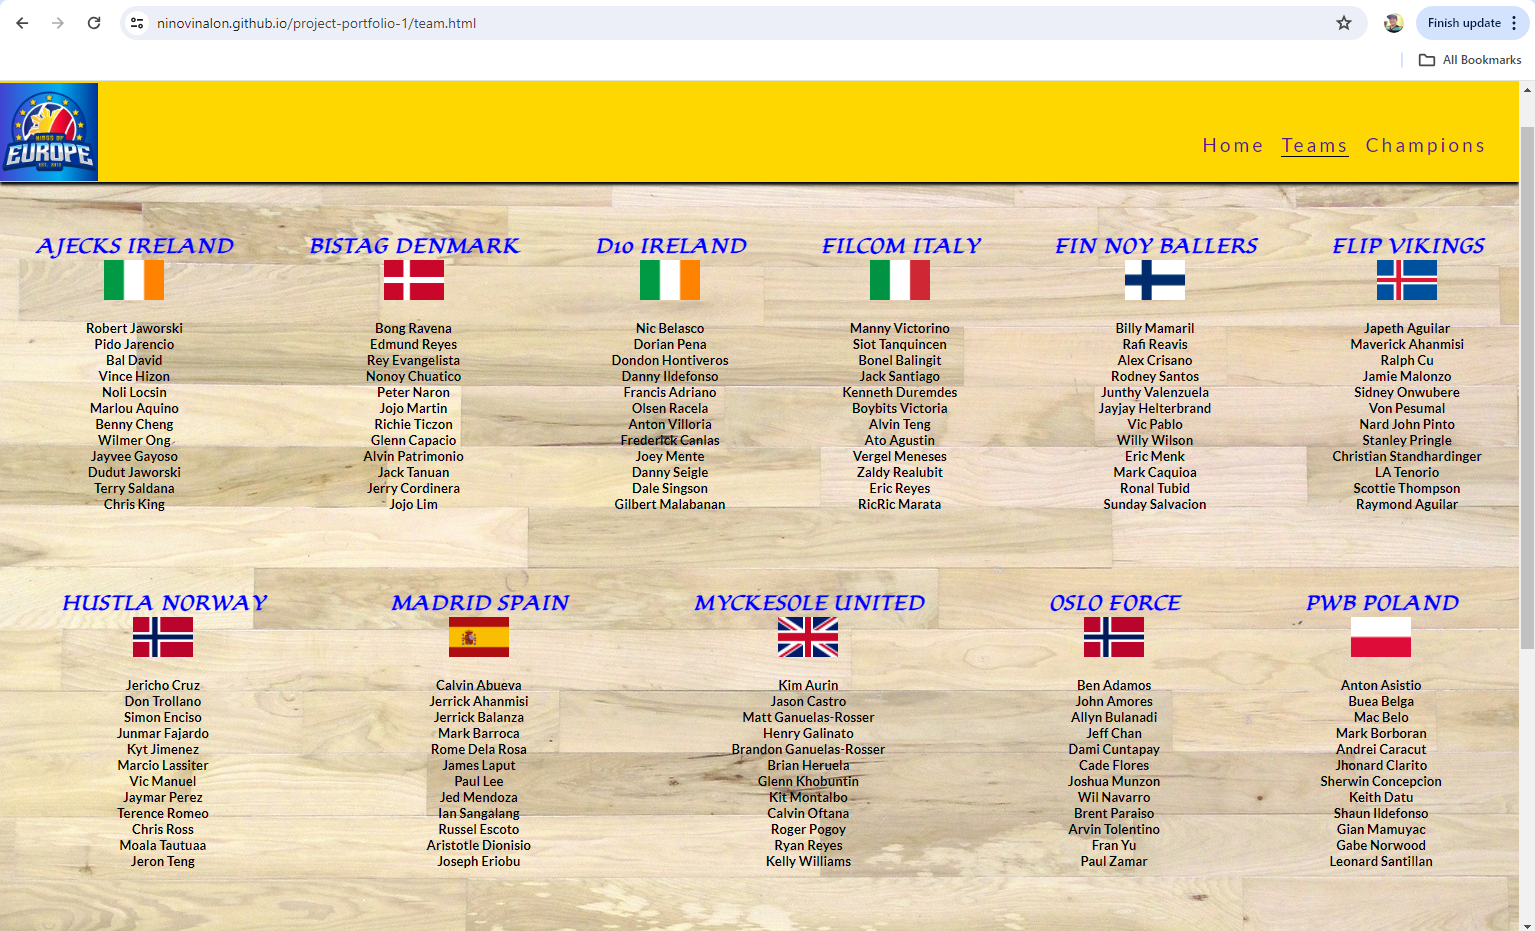 ninovinalon.github.io/project-portfolio-1/team.html
Finish update
All Bookmarks
KINGS OF
EUROPE
EST. 2013
Home Teams Champions
AJECKS IRELAND
Robert Jaworski
Pido Jarencio
Bal David
Vince Hizon
Noli Locsin
Marlou Aquino
Benny Cheng
Wilmer Ong
Jayvee Gayoso
Dudut Jaworski
Terry Saldana
Chris King
BISTAG DENMARK
Bong Ravena
Edmund Reyes
Rey Evangelista
Nonoy Chuatico
Peter Naron
Jojo Martin
Richie Ticzon
Glenn Capacio
Alvin Patrimonio
Jack Tanuan
Jerry Cordinera
Jojo Lim
D10 IRELAND
Nic Belasco
Dorian Pena
Dondon Hontiveros
Danny Ildefonso
Francis Adriano
Olsen Racela
Anton Villoria
Frederick Canlas
Joey Mente
Danny Seigle
Dale Singson
Gilbert Malabanan
FILCOM ITALY
Manny Victorino
Siot Tanquincen
Bonel Balingit
Jack Santiago
Kenneth Duremdes
Boybits Victoria
Alvin Teng
Ato Agustin
Vergel Meneses
Zaldy Realubit
Eric Reyes
RicRic Marata
FIN NOY BALLERS
Billy Mamaril
Rafi Reavis
Alex Crisano
Rodney Santos
Junthy Valenzuela
Jayjay Helterbrand
Vic Pablo
Willy Wilson
Eric Menk
Mark Caquioa
Ronal Tubid
Sunday Salvacion
FLIP VIKINGS
Japeth Aguilar
Maverick Ahanmisi
Ralph Cu
Jamie Malonzo
Sidney Onwubere
Von Pesumal
Nard John Pinto
Stanley Pringle
Christian Standhardinger
LA Tenorio
Scottie Thompson
Raymond Aguilar
HUSTLA NORWAY
Jericho Cruz
Don Trollano
Simon Enciso
Junmar Fajardo
Kyt Jimenez
Marcio Lassiter
Vic Manuel
Jaymar Perez
Terence Romeo
Chris Ross
Moala Tautuaa
Jeron Teng
MADRID SPAIN
Calvin Abueva
Jerrick Ahanmisi
Jerrick Balanza
Mark Barroca
Rome Dela Rosa
James Laput
Paul Lee
Jed Mendoza
Ian Sangalang
Russel Escoto
Aristotle Dionisio
Joseph Eriobu
MYCKESOLE UNITED
Kim Aurin
Jason Castro
Matt Ganuelas-Rosser
Henry Galinato
Brandon Ganuelas-Rosser
Brian Heruela
Glenn Khobuntin
Kit Montalbo
Calvin Oftana
Roger Pogoy
Ryan Reyes
Kelly Williams
OSLO FORCE
Ben Adamos
John Amores
Allyn Bulanadi
Jeff Chan
Dami Cuntapay
Cade Flores
Joshua Munzon
Wil Navarro
Brent Paraiso
Arvin Tolentino
Fran Yu
Paul Zamar
PWB POLAND
Anton Asistio
Buea Belga
Mac Belo
Mark Borboran
Andrei Caracut
Jhonard Clarito
Sherwin Concepcion
Keith Datu
Shaun Ildefonso
Gian Mamuyac
Gabe Norwood
Leonard Santillan